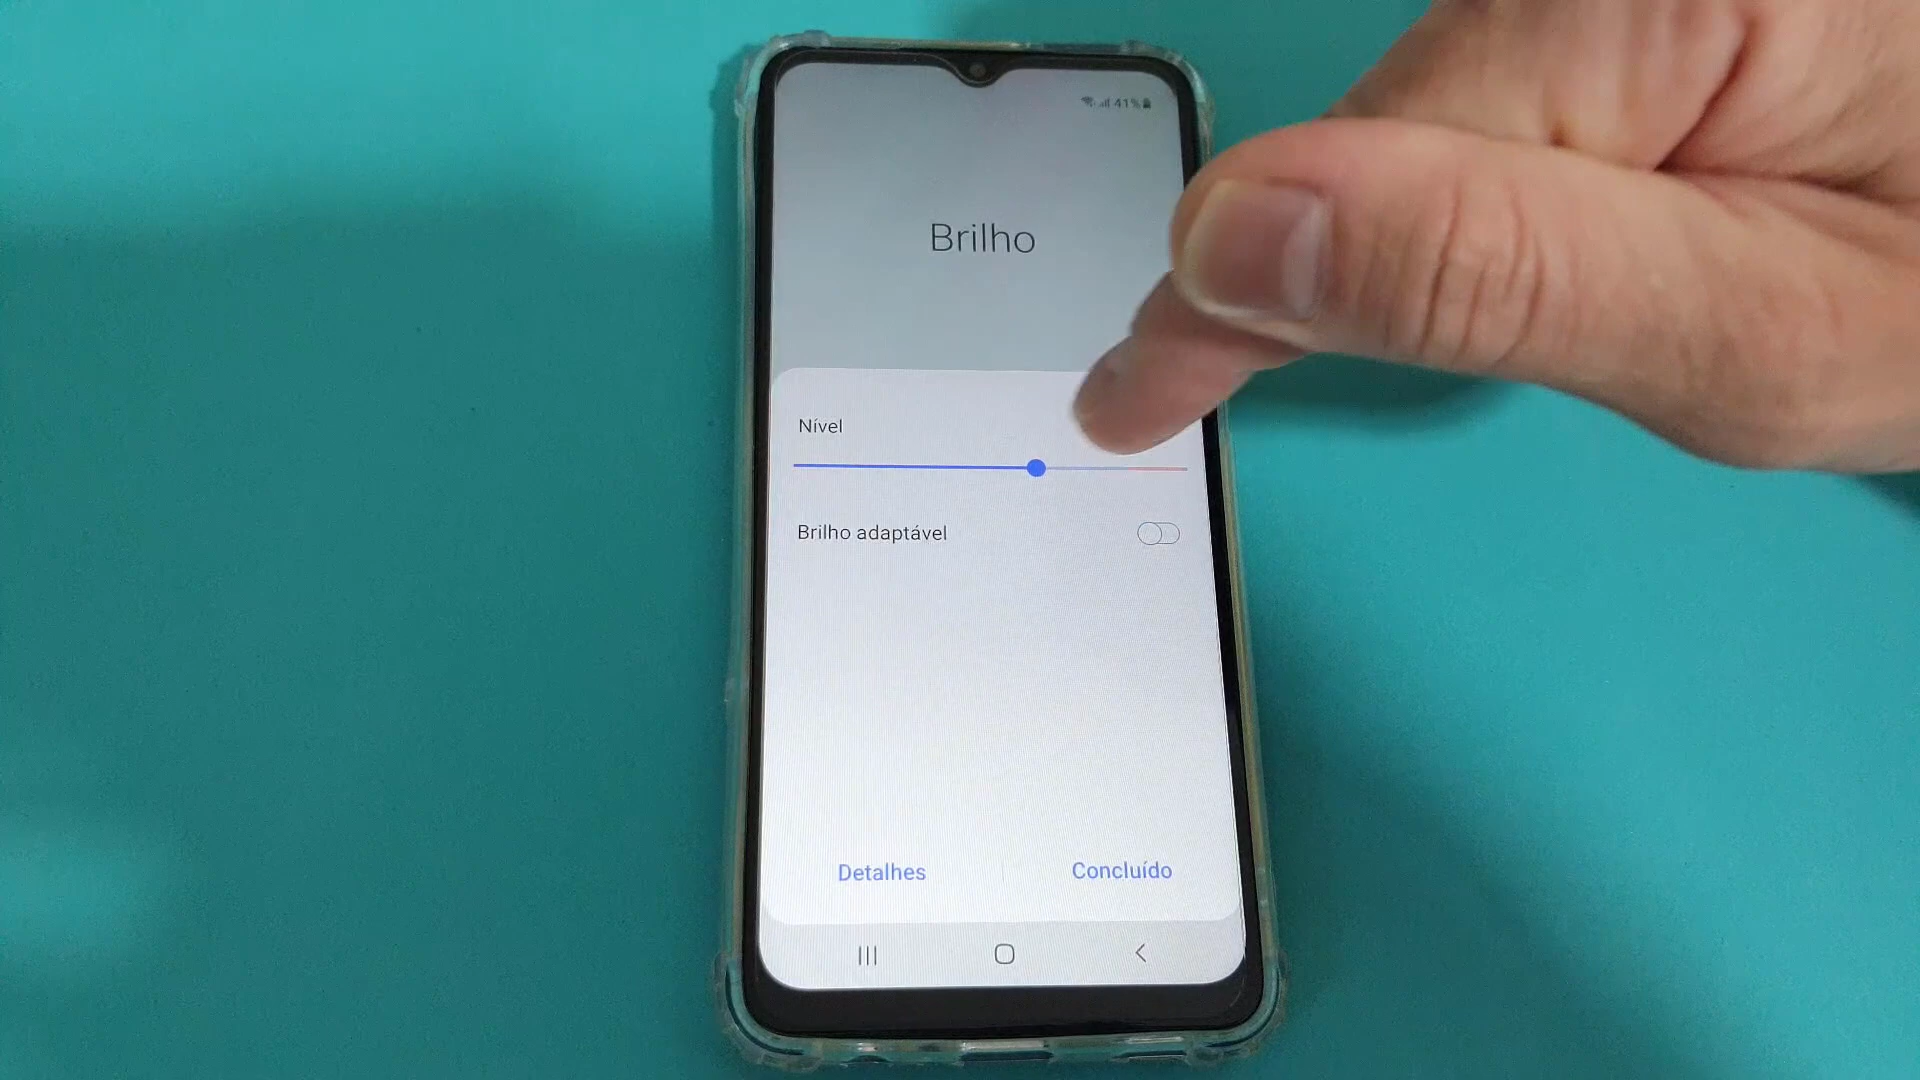 41%
Brilho
Nível
Brilho adaptável
Detalhes
Concluído